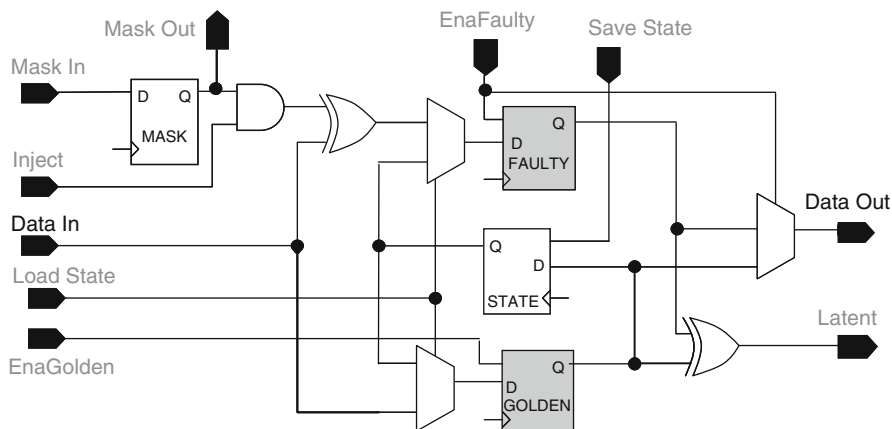 Mask Out
EnaFaulty
Save State
Mask In
D Q
MASK
Q
D
FAULTY
Inject
Data In
Data Out
Q
D
STATE
Load State
Latent
EnaGolden
Q
D
GOLDEN